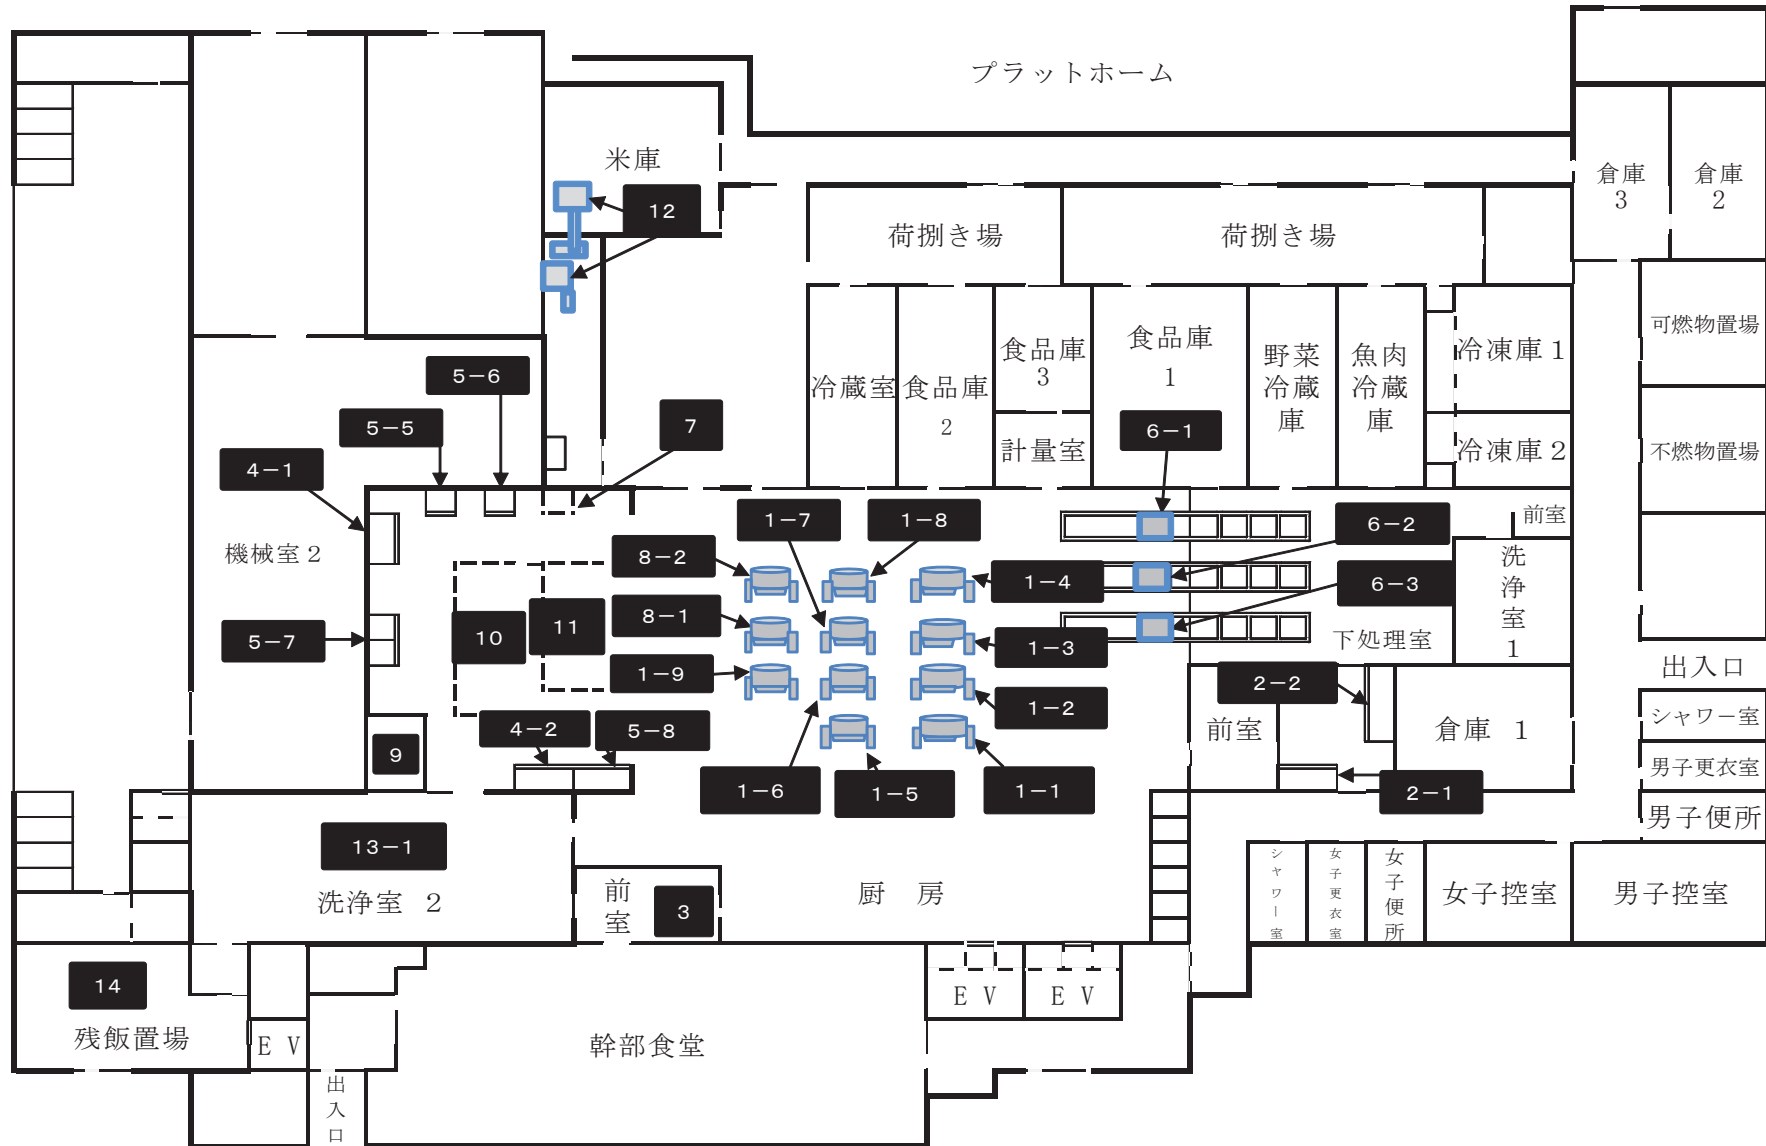 プラットホーム
米庫
倉庫
3
倉庫
2
12
荷捌き場
荷捌き場
可燃物置場
冷蔵室
食品庫
2
食品庫
3
計量室
食品庫
1
野菜
冷蔵
庫
魚肉
冷蔵
庫
冷凍庫1
冷凍庫2
不燃物置場
5-6
5-5
7
6-1
4-1
機械室2
1-7
1-8
6-2
前室
8-2
1-4
6-3
洗
浄
室
1
8-1
10
11
5-7
1-3
下処理室
1-9
1-2
2-2
出入口
前室
倉庫 1
シャワー室
4-2
5-8
9
1-6
1-5
1-1
2-1
男子更衣室
男子便所
13-1
洗浄室 2
前
室
3
厨 房
シャワー室
女子更衣室
女子便所
女子控室
男子控室
14
残飯置場
EV
EV
EV
幹部食堂
出
入
口